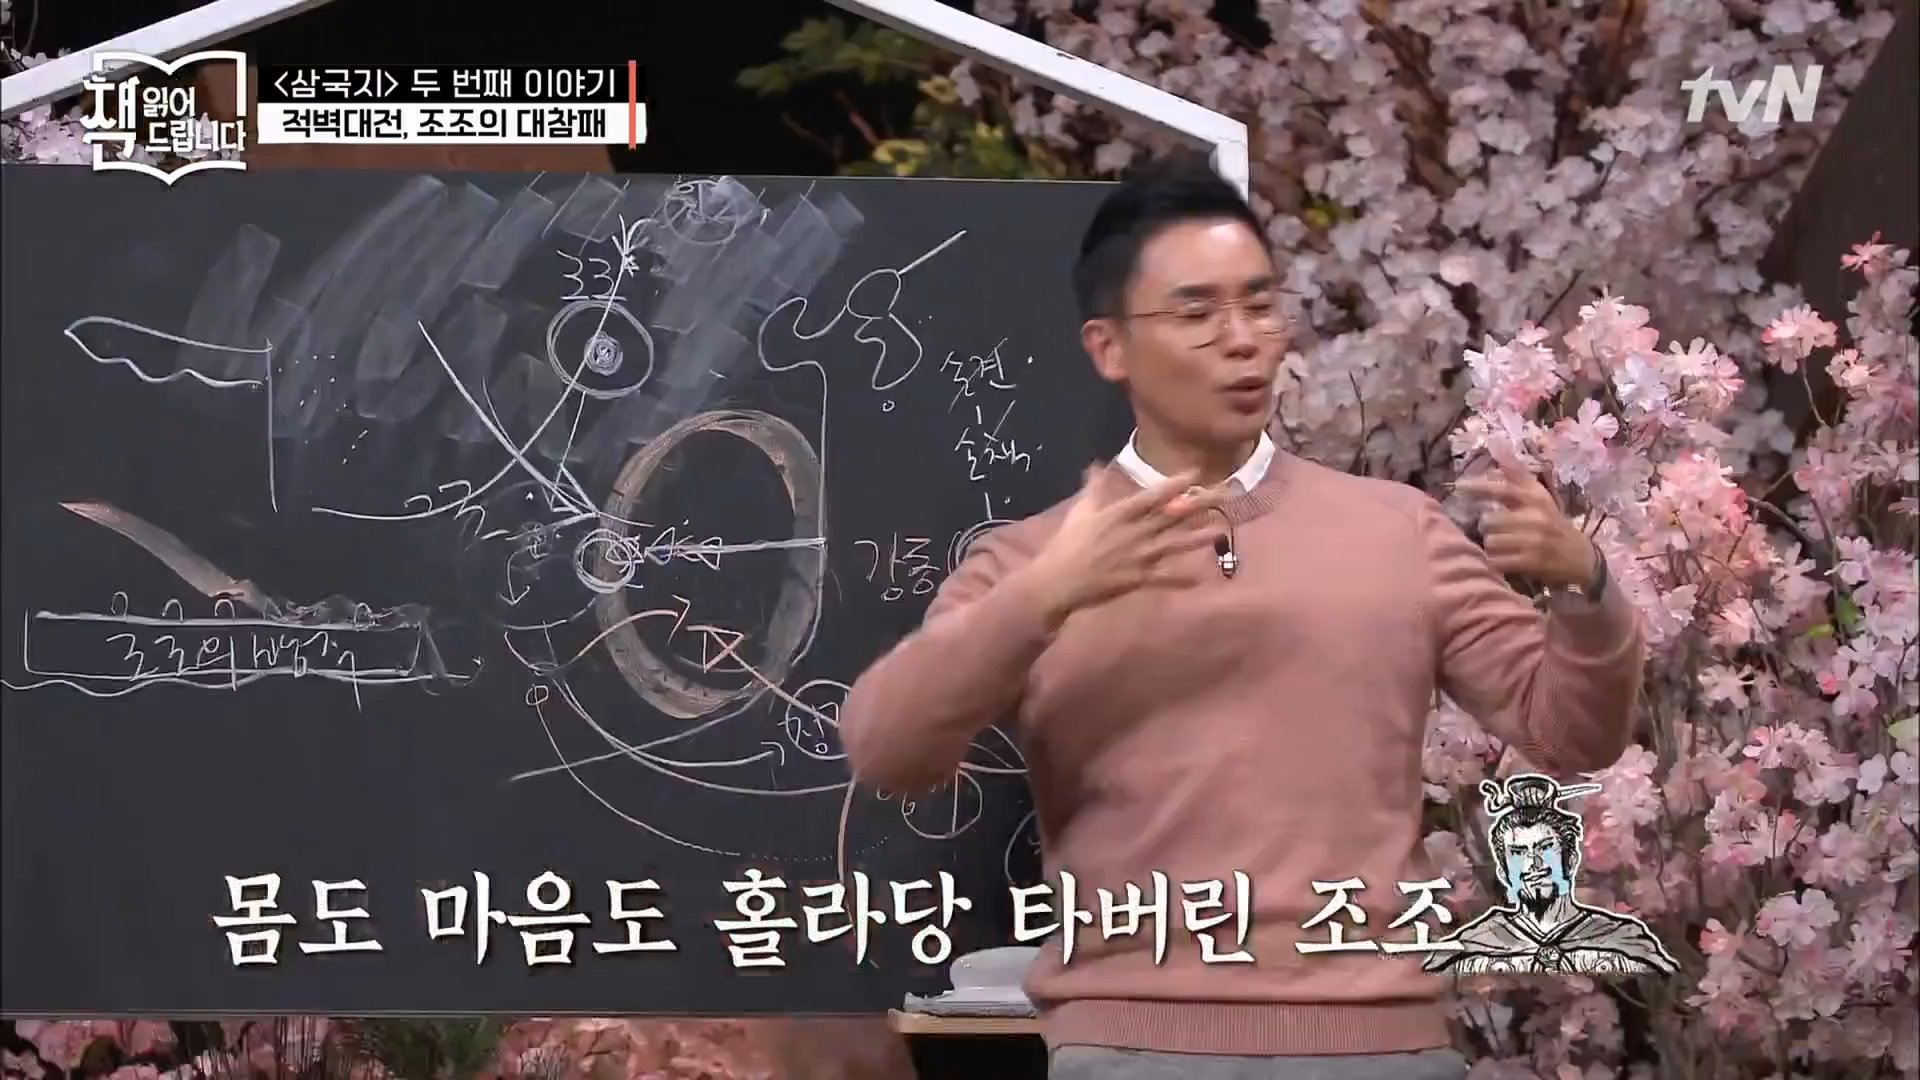 책 읽어
드립니다
<삼국지> 두 번째 이야기
적벽대전, 조조의 대참패
tvN
조조
손견
손책
강동
조조의
몸도 마음도 홀라당 타버린 조조